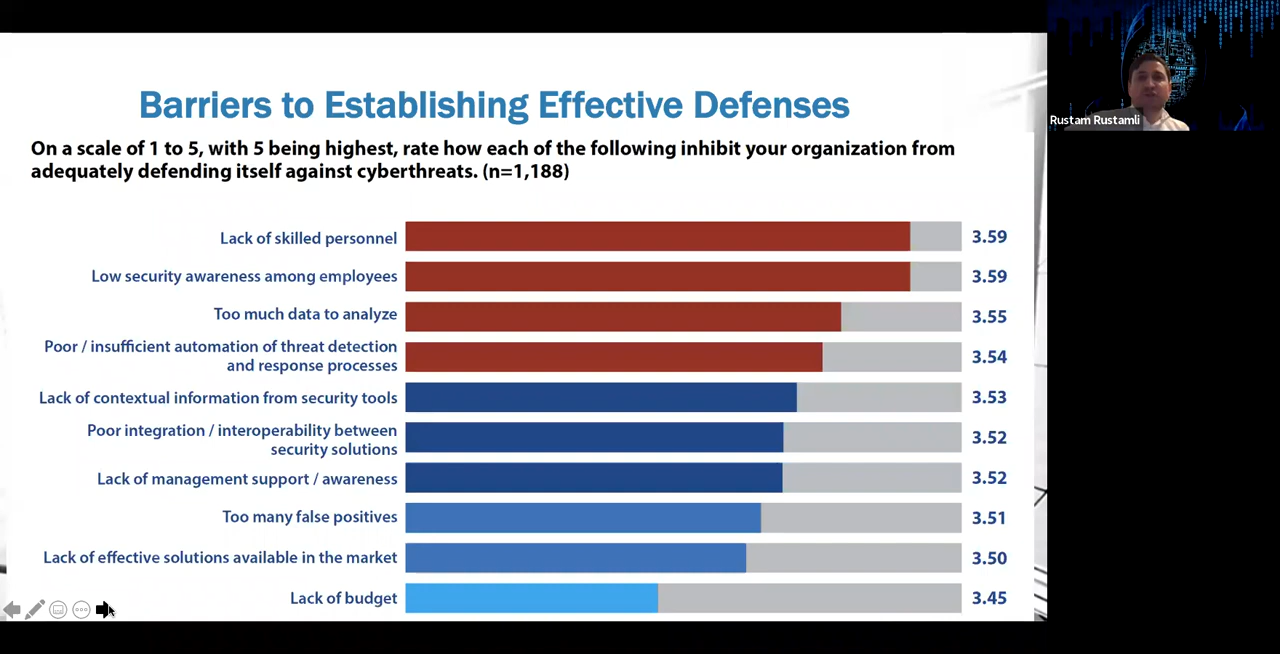 Barriers to Establishing Effective Defenses
On a scale of 1 to 5, with 5 being highest, rate how each of the following inhibit your organization from
adequately defending itself against cyberthreats. (n=1,188)
Lack of skilled personnel 3.59
Low security awareness among employees 3.59
Too much data to analyze 3.55
Poor / insufficient automation of threat detection
and response processes 3.54
Lack of contextual information from security tools 3.53
Poor integration / interoperability between
security solutions 3.52
Lack of management support / awareness 3.52
Too many false positives 3.51
Lack of effective solutions available in the market 3.50
Lack of budget 3.45
Rustam Rustamli